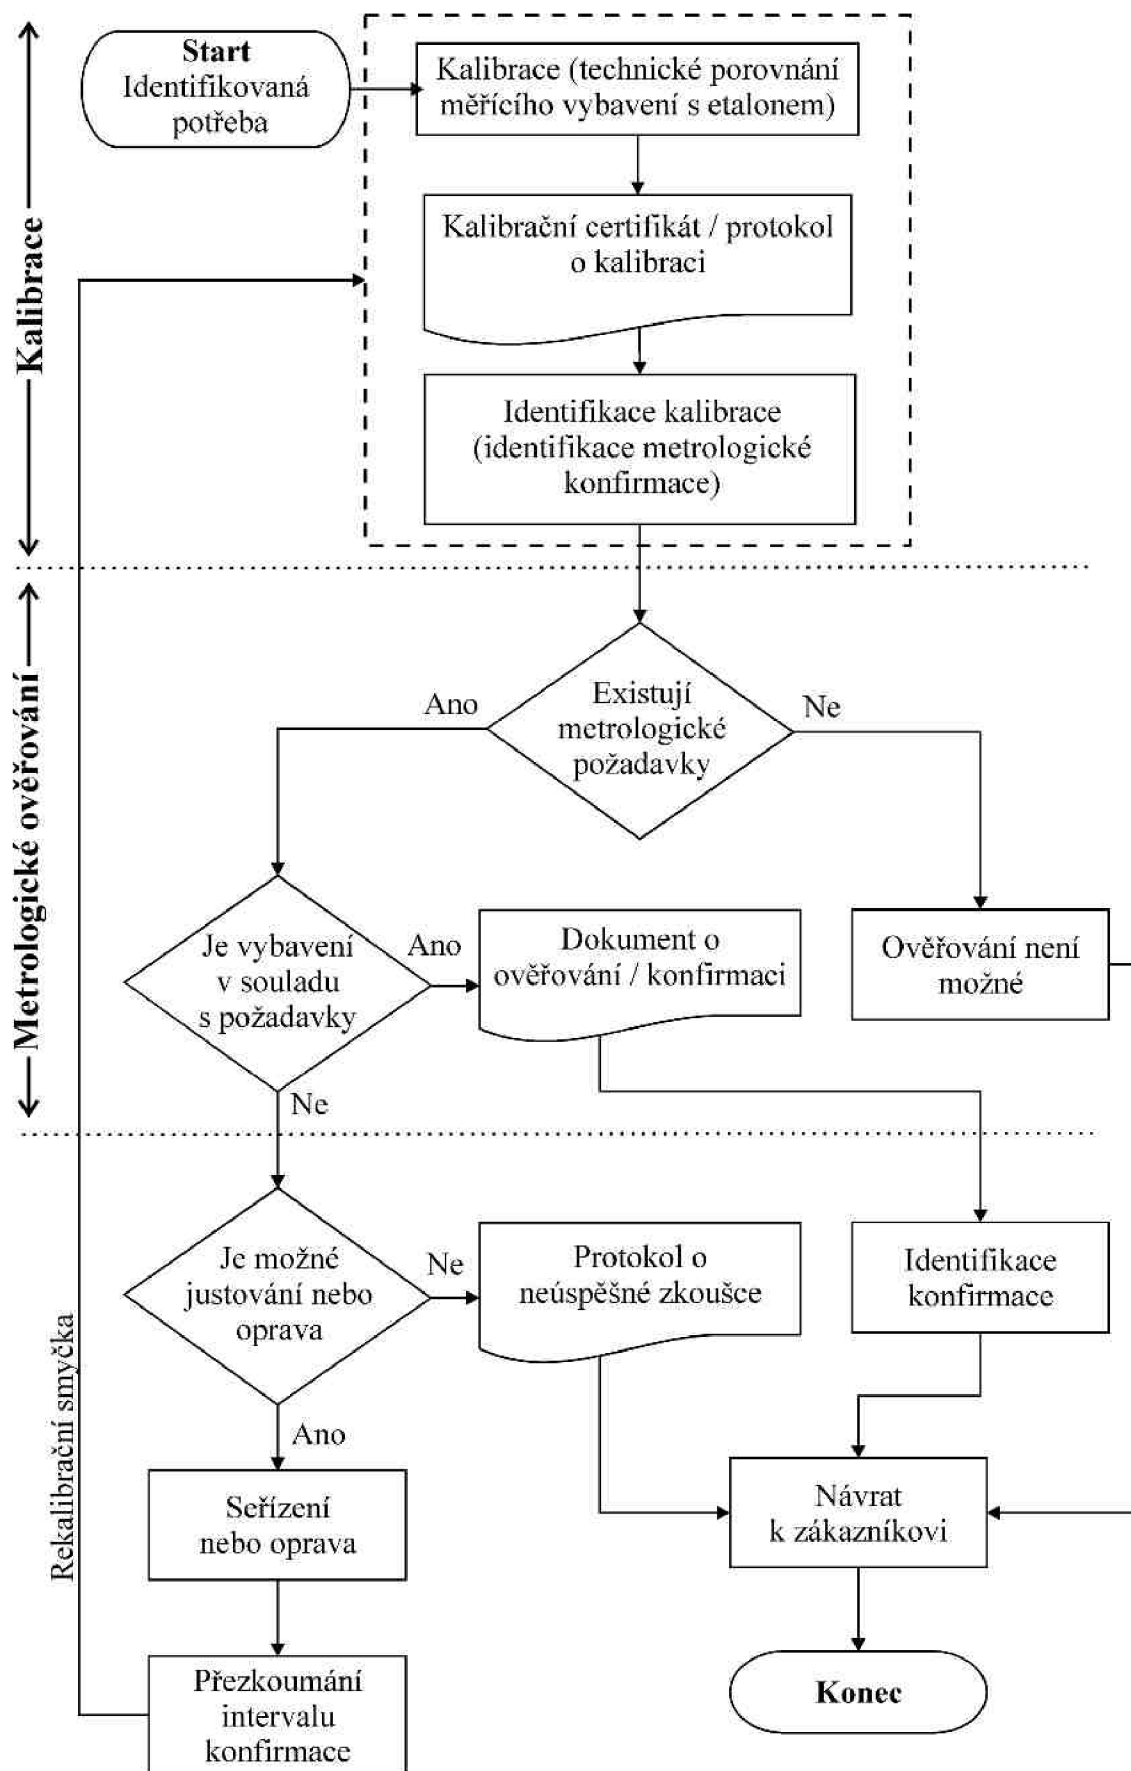 Start
Identifikovaná
potřeba
Kalibrace (technické porovnání
měřícího vybavení s etalonem)
Kalibrační certifikát / protokol
o kalibraci
Kalibrace
Identifikace kalibrace
(identifikace metrologické
konfirmace)
Metrologické ověřování
Existují
metrologické
požadavky
Ano
Ne
Je vybavení
v souladu
s požadavky
Ano
Dokument o
ověřování / konfirmaci
Ověřování není
možné
Ne
Je možné
justování nebo
oprava
Ne
Protokol o
neúspěšné zkoušce
Identifikace
konfirmace
Rekalibrační smyčka
Ano
Seřízení
nebo oprava
Návrat
k zákazníkovi
Přezkoumání
intervalu
konfirmace
Konec